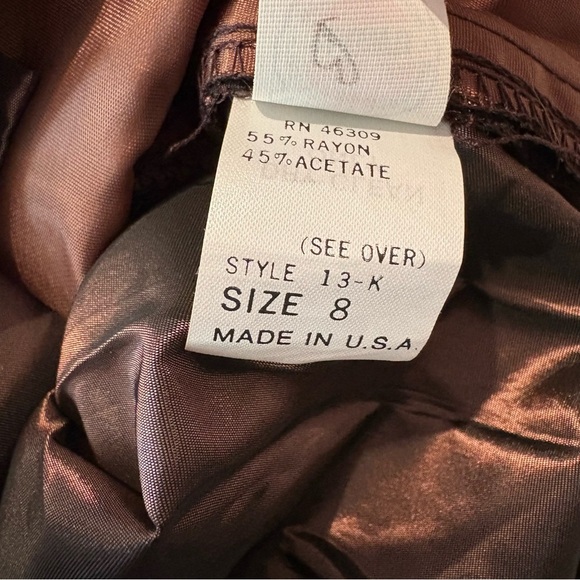 RN 46309
55% RAYON
45% ACETATE
(SEE OVER)
STYLE 13-K
SIZE 8
MADE IN U.S.A.